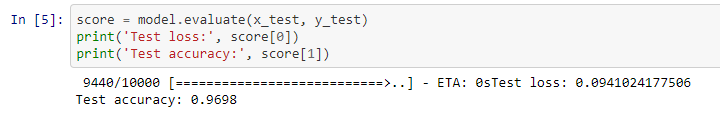 In [5]: score = model.evaluate(x_test, y_test)
print('Test loss:', score[0])
print('Test accuracy:', score[1])
9440/10000 [===========================>..] - ETA: 0sTest loss: 0.0941024177506
Test accuracy: 0.9698